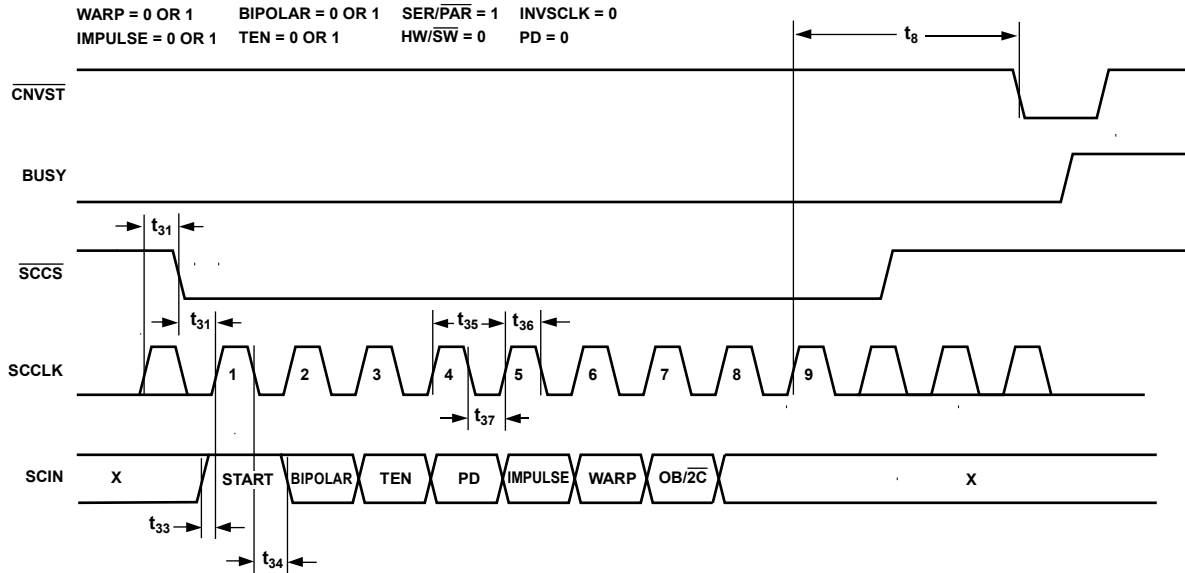 WARP = 0 OR 1 BIPOLAR = 0 OR 1 SER/PAR = 1 INVSCLK = 0
IMPULSE = 0 OR 1 TEN = 0 OR 1 HW/SW = 0 PD = 0
t8
CNVST
BUSY
t31
SCCS
t31 t35 t36
SCCLK 1 2 3 4 5 6 7 8 9
t37
SCIN X START BIPOLAR TEN PD IMPULSE WARP OB/2C X
t33
t34